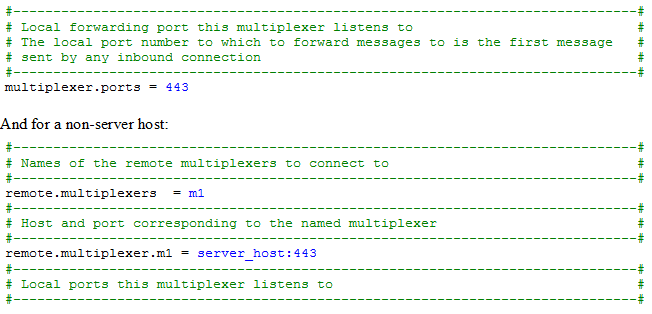 #-----------------------------------------------------------------------------------#
# Local forwarding port this multiplexer listens to #
# The local port number to which to forward messages to is the first message #
# sent by any inbound connection #
#-----------------------------------------------------------------------------------#
multiplexer.ports = 443
And for a non-server host:
#-----------------------------------------------------------------------------------#
# Names of the remote multiplexers to connect to #
#-----------------------------------------------------------------------------------#
remote.multiplexers = m1
#-----------------------------------------------------------------------------------#
# Host and port corresponding to the named multiplexer #
#-----------------------------------------------------------------------------------#
remote.multiplexer.m1 = server_host:443
#-----------------------------------------------------------------------------------#
# Local ports this multiplexer listens to #
#-----------------------------------------------------------------------------------#